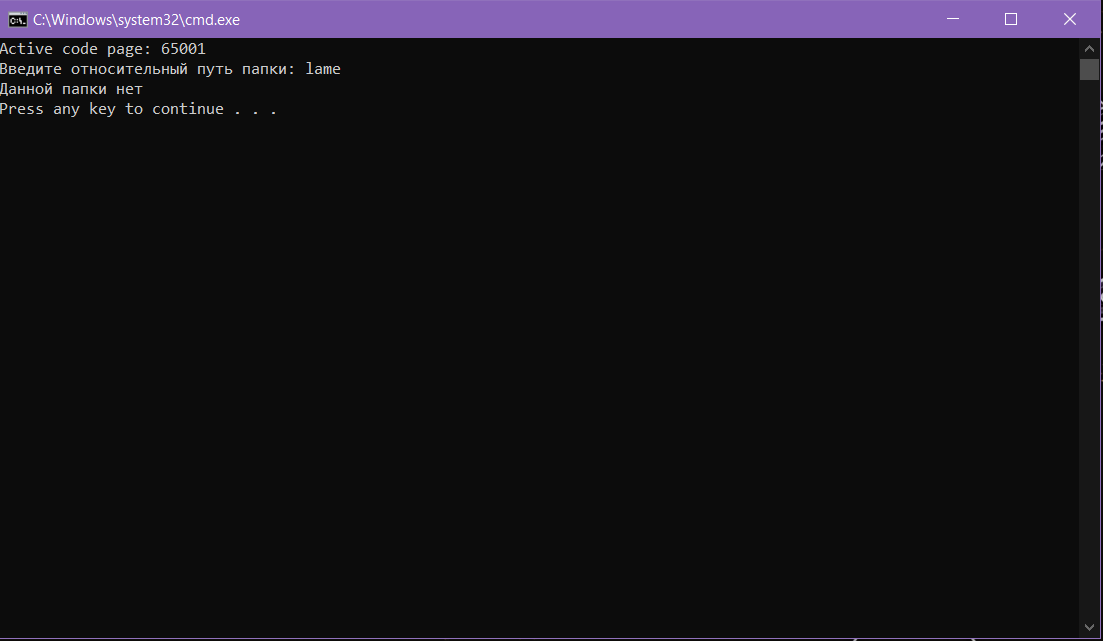 C:\Windows\system32\cmd.exe
Active code page: 65001
Введите относительный путь папки: lame
Данной папки нет
Press any key to continue . . .